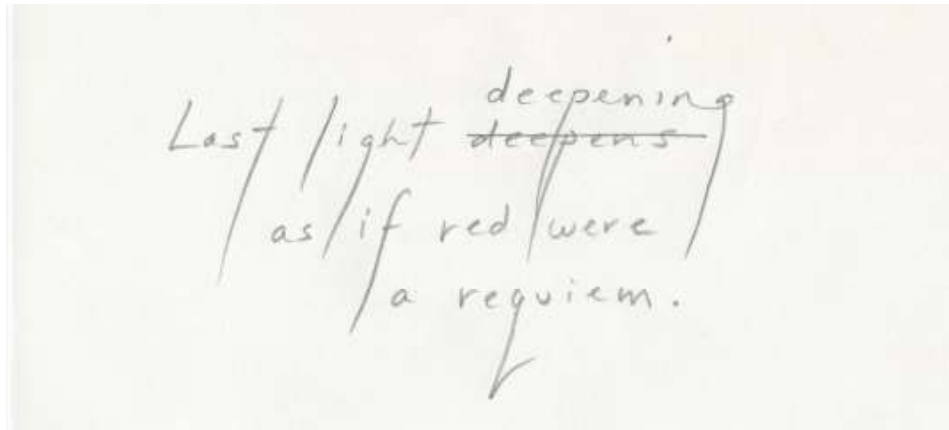 deepening
Last light deepens
as if red were
a requiem.